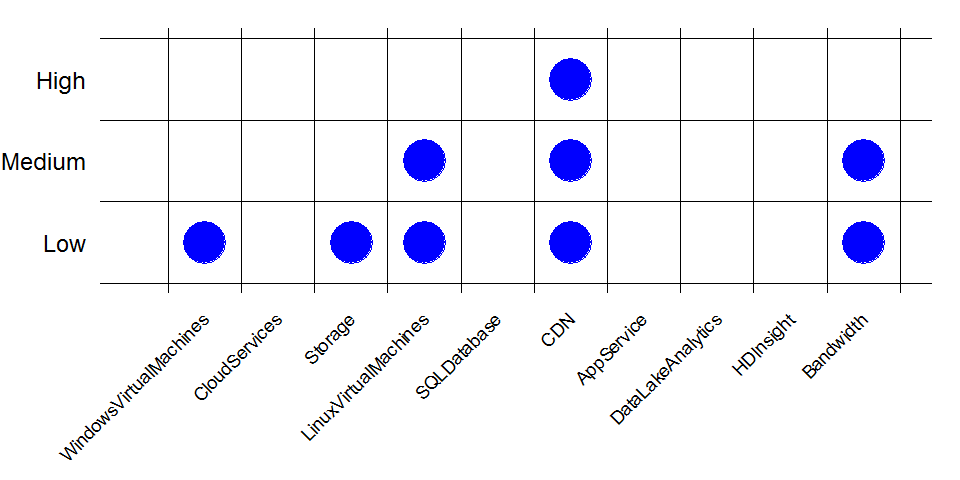 High
Medium
Low
WindowsVirtualMachines
CloudServices
Storage
LinuxVirtualMachines
SQLDatabase
CDN
AppService
DataLakeAnalytics
HDInsight
Bandwidth